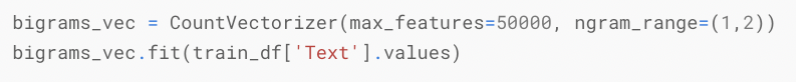 bigrams_vec = CountVectorizer(max_features=50000, ngram_range=(1,2))
bigrams_vec.fit(train_df['Text'].values)